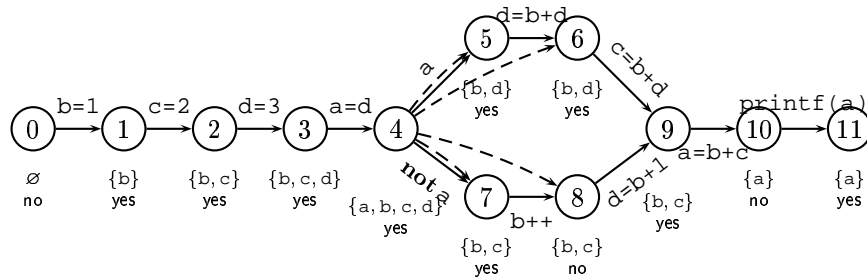 d=b+d
5
6
a
c=b+d
{b, d}
yes
{b, d}
yes
b=1
c=2
d=3
a=d
printf(a)
0
1
2
3
4
9
10
11
a=b+c
∅
no
{b}
yes
{b, c}
yes
{b, c, d}
yes
not a
{a, b, c, d}
yes
7
8
b++
d=b+1
{b, c}
yes
{a}
no
{a}
yes
{b, c}
yes
{b, c}
no